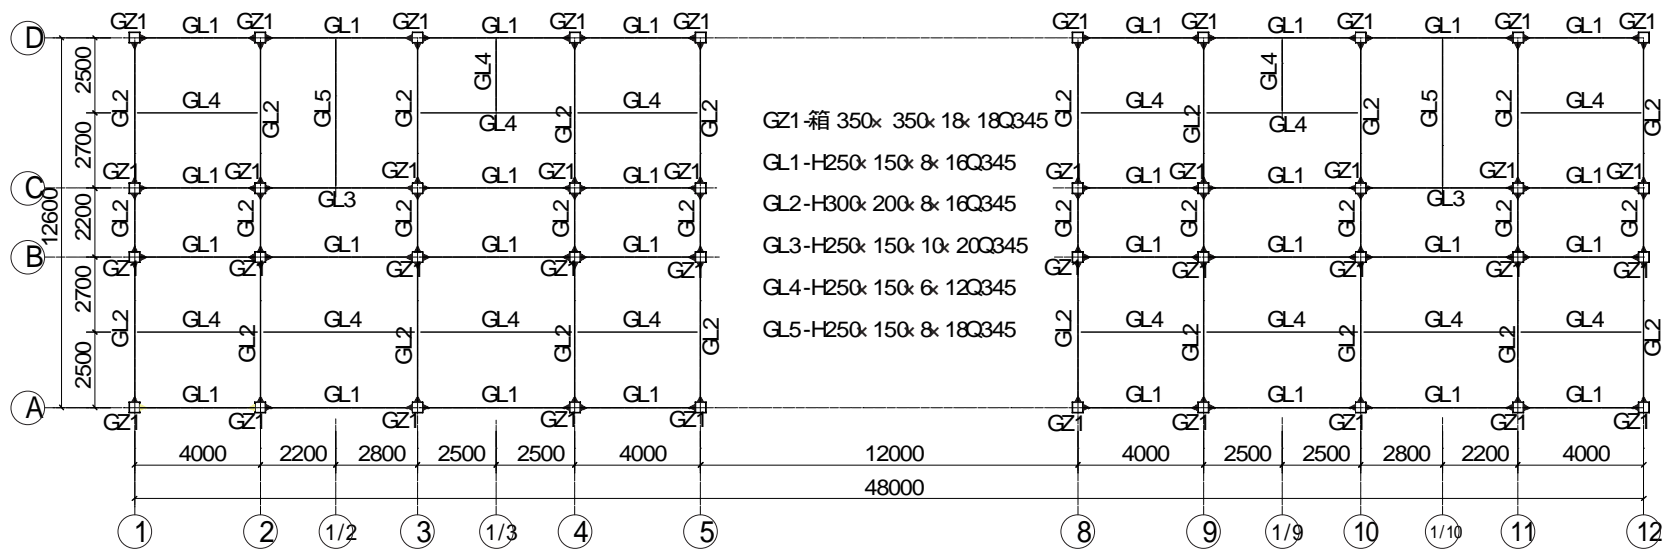 GZ1 GL1 GZ1 GL1 GZ1 GL1 GZ1 GL1 GZ1 GZ1 GL1 GZ1 GL1 GZ1 GL1 GZ1 GL1 GZ1
D
2500 GL2 GL4 GL2 GL5 GL2 GL4 GL4 GL2 GL4 GL2 GL2 GL4 GL2 GL4 GL4 GL2 GL5 GL2 GL4 GL2
2700
GZ1-箱 350×350×18×18Q345
GL1-H250×150×8×16Q345
GL2-H300×200×8×16Q345
GL3-H250×150×10×20Q345
GL4-H250×150×6×12Q345
GL5-H250×150×8×18Q345
GZ1 GL1 GZ1 GZ1 GL1 GZ1 GL1 GZ1 GZ1 GL1 GZ1 GL1 GZ1 GZ1 GL1 GZ1
C
GL3 GL3
12600 2200 GL2 GL2 GL2 GL2 GL2 GL2 GL2 GL2 GL2 GL2
B
GL1 GL1 GL1 GL1 GL1 GL1 GL1 GL1
GZ1 GZ1 GZ1 GZ1 GZ1 GZ1 GZ1 GZ1 GZ1 GZ1
2700 GL2 GL4 GL2 GL4 GL2 GL4 GL2 GL4 GL2 GL2 GL4 GL2 GL4 GL2 GL4 GL2 GL4 GL2
2500
A
GL1 GL1 GL1 GL1 GL1 GL1 GL1 GL1
GZ1 GZ1 GZ1 GZ1 GZ1 GZ1 GZ1 GZ1 GZ1 GZ1
4000 2200 2800 2500 2500 4000 12000 4000 2500 2500 2800 2200 4000
48000
1 2 1/2 3 1/3 4 5 8 9 1/9 10 1/10 11 12